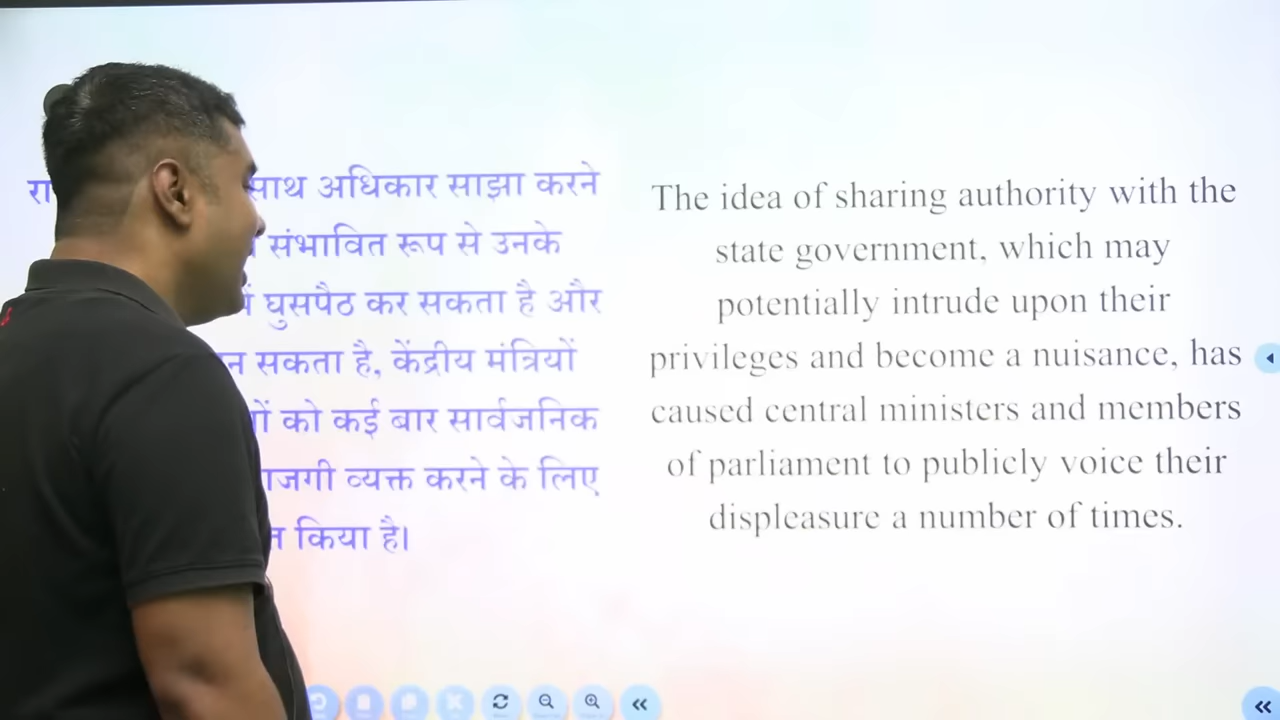 साथ अधिकार साझा करने
संभावित रूप से उनके
घुसपैठ कर सकता है और
सकता है, केंद्रीय मंत्रियों
को कई बार सार्वजनिक
व्यक्त करने के लिए
किया है।
The idea of sharing authority with the
state government, which may
potentially intrude upon their
privileges and become a nuisance, has
caused central ministers and members
of parliament to publicly voice their
displeasure a number of times.